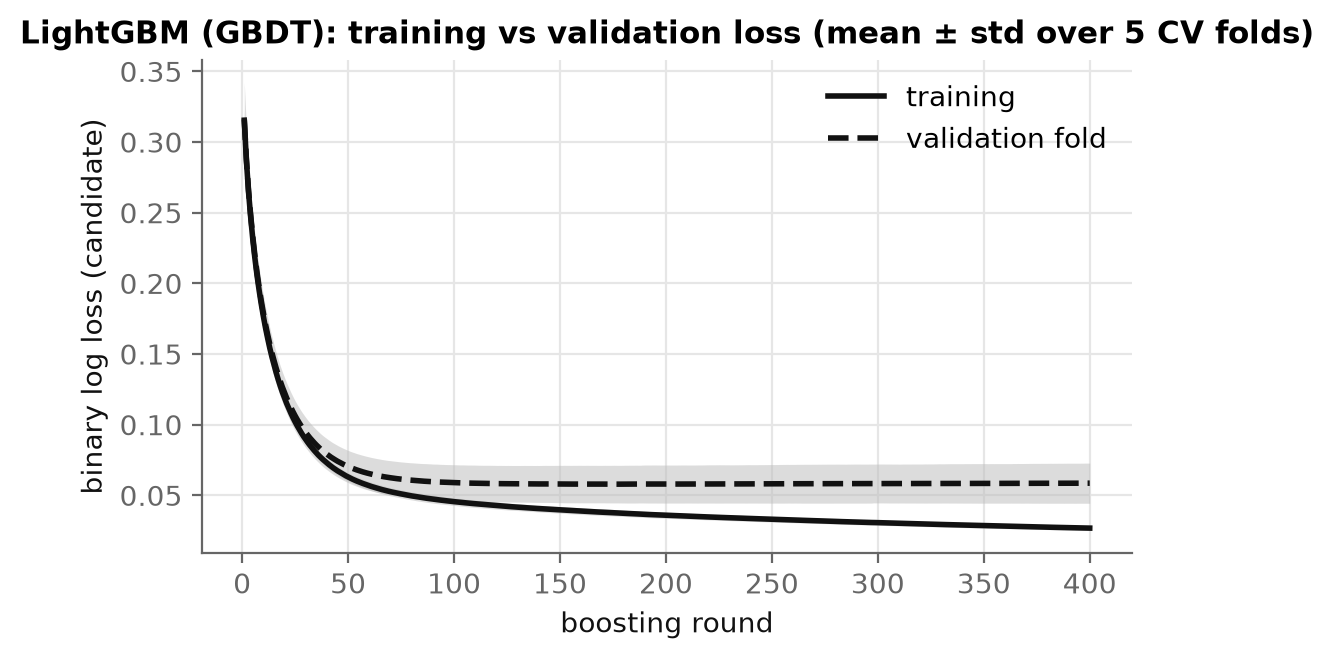 LightGBM (GBDT): training vs validation loss (mean ± std over 5 CV folds)
training
validation fold
binary log loss (candidate)
0.35
0.30
0.25
0.20
0.15
0.10
0.05
0 50 100 150 200 250 300 350 400
boosting round